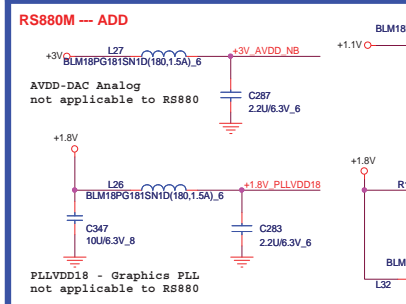 RS880M --- ADD
BLM18
+1.1V
L27
+3V_AVDD_NB
+3V
BLM18PG181SN1D(180,1.5A)_6
AVDD-DAC Analog
not applicable to RS880
C287
2.2U/6.3V_6
+1.8V
+1.8V
L26
+1.8V_PLLVDD18
R1
BLM18PG181SN1D(180,1.5A)_6
C347
10U/6.3V_8
C283
2.2U/6.3V_6
BLM
PLLVDD18 - Graphics PLL
not applicable to RS880
L32